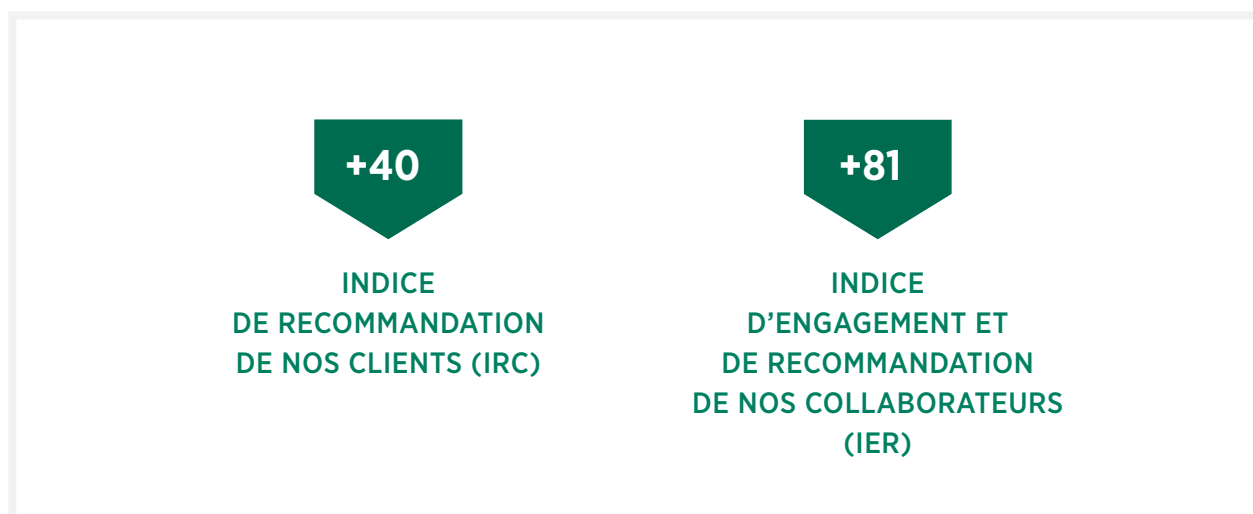 +40
INDICE
DE RECOMMANDATION
DE NOS CLIENTS (IRC)
+81
INDICE
D’ENGAGEMENT ET
DE RECOMMANDATION
DE NOS COLLABORATEURS
(IER)